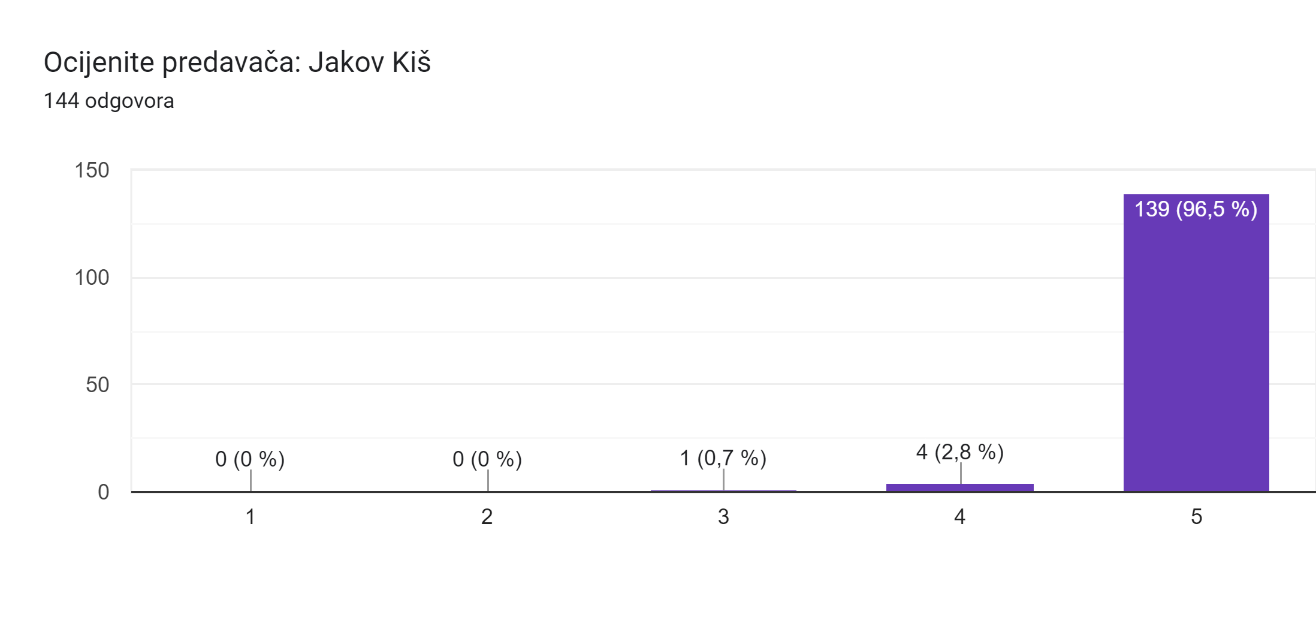 Ocijenite predavača: Jakov Kiš
144 odgovora
150
100
50
0
0 (0 %)
0 (0 %)
1 (0,7 %)
4 (2,8 %)
139 (96,5 %)
1 2 3 4 5